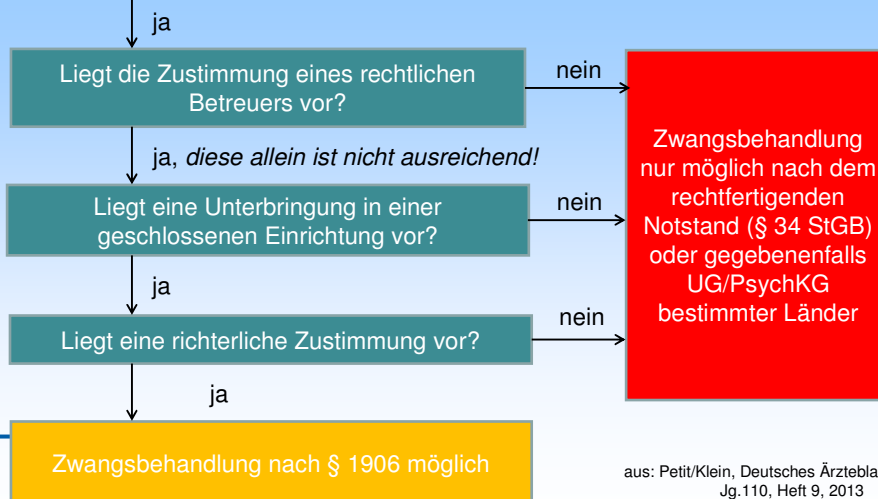 ja
Liegt die Zustimmung eines rechtlichen
Betreuers vor?
nein
ja, diese allein ist nicht ausreichend!
Liegt eine Unterbringung in einer
geschlossenen Einrichtung vor?
nein
ja
Liegt eine richterliche Zustimmung vor?
nein
ja
Zwangsbehandlung nach § 1906 möglich
Zwangsbehandlung
nur möglich nach dem
rechtfertigenden
Notstand (§ 34 StGB)
oder gegebenenfalls
UG/PsychKG
bestimmter Länder
aus: Petit/Klein, Deutsches Ärztebla
Jg.110, Heft 9, 2013